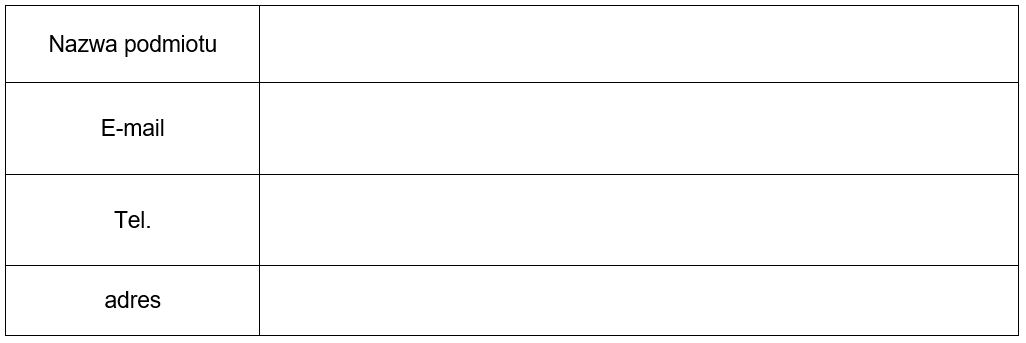 Nazwa podmiotu
E-mail
Tel.
adres